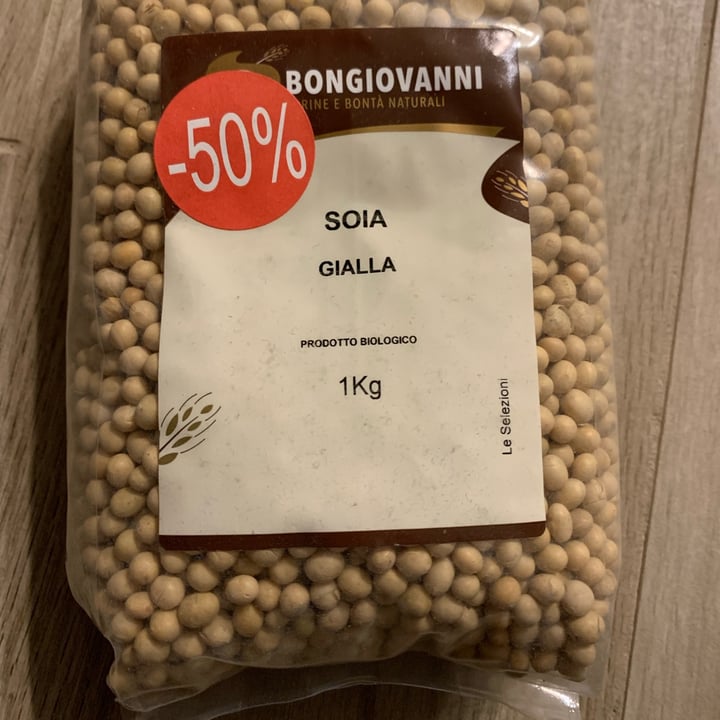 BONGIOVANNI
RINE E BONTÀ NATURALI
-50%
SOIA
GIALLA
PRODOTTO BIOLOGICO
1Kg
Le Selezioni